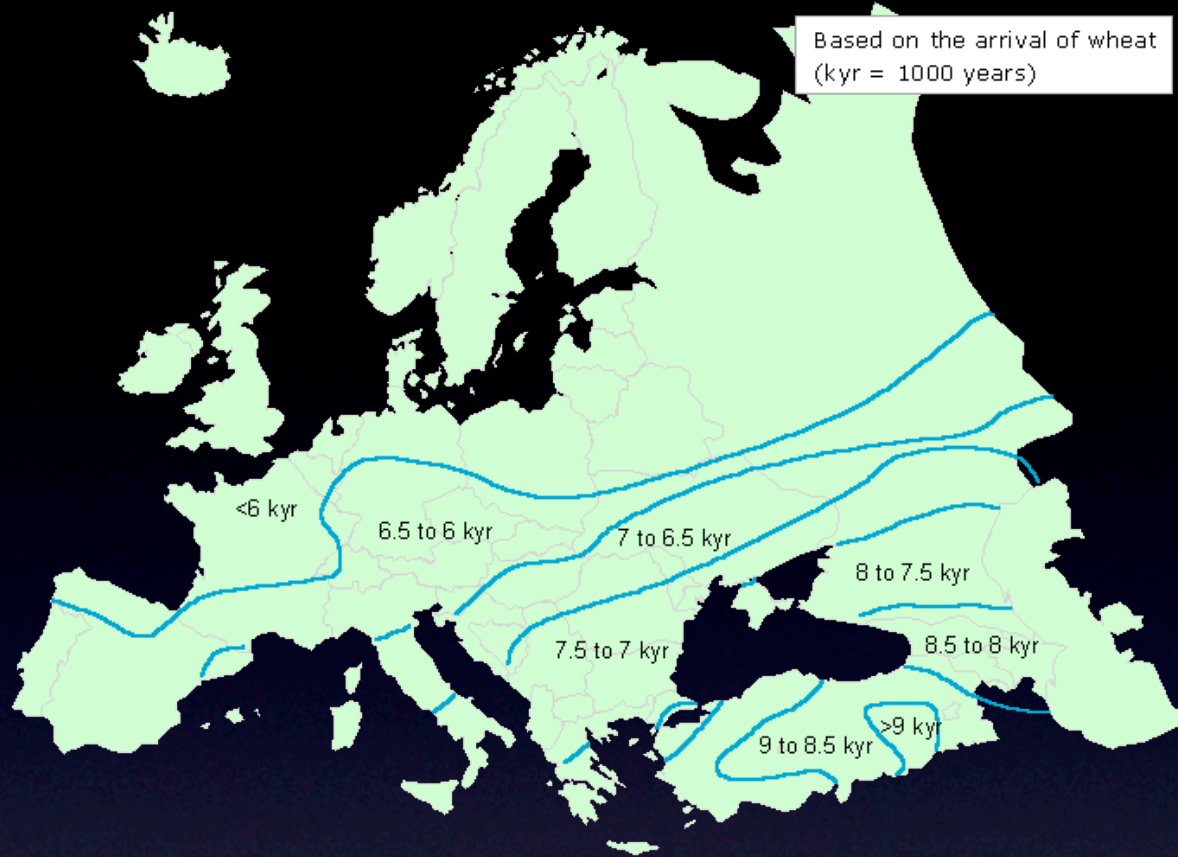 Based on the arrival of wheat
(kyr = 1000 years)
<6 kyr
6.5 to 6 kyr
7 to 6.5 kyr
8 to 7.5 kyr
7.5 to 7 kyr
8.5 to 8 kyr
9 to 8.5 kyr
>9 kyr